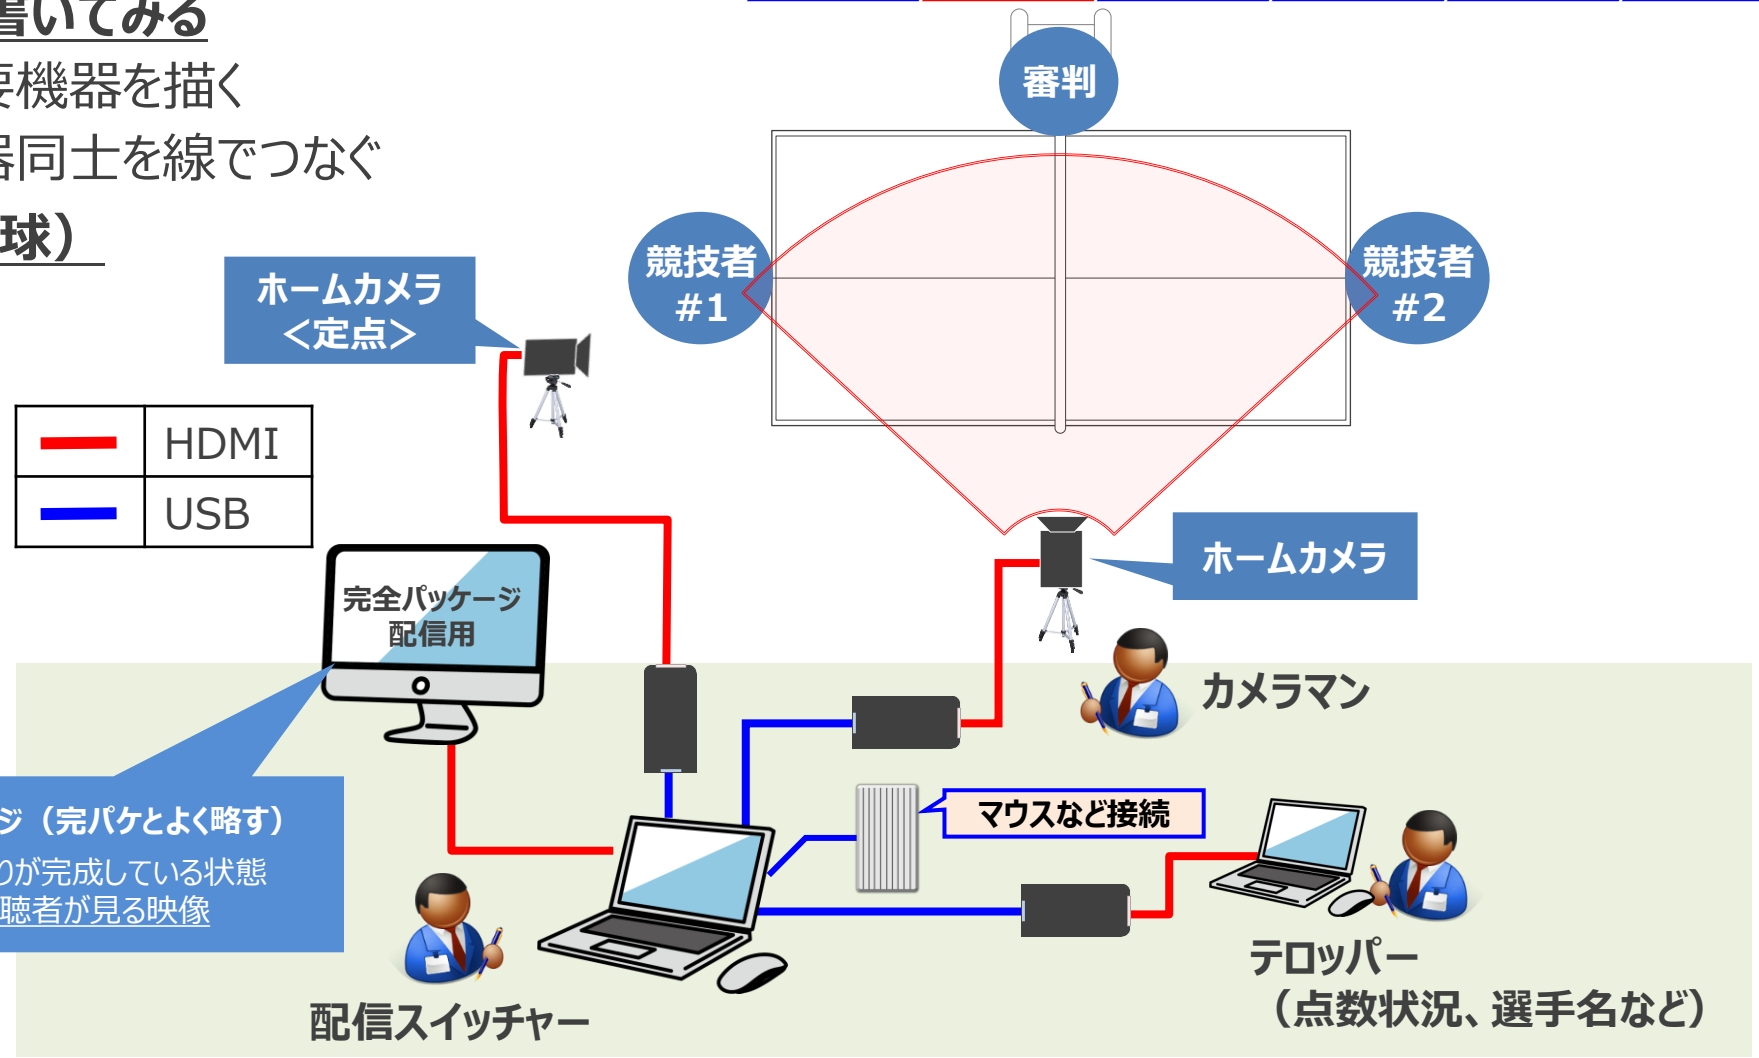 書いてみる
要機器を描く
器同士を線でつなぐ
球）
審判
競技者
#1
競技者
#2
ホームカメラ
＜定点＞
HDMI
USB
ホームカメラ
完全パッケージ
配信用
カメラマン
ジ（完パケとよく略す）
りが完成している状態
聴者が見る映像
マウスなど接続
配信スイッチャー
テロッパー
（点数状況、選手名など）